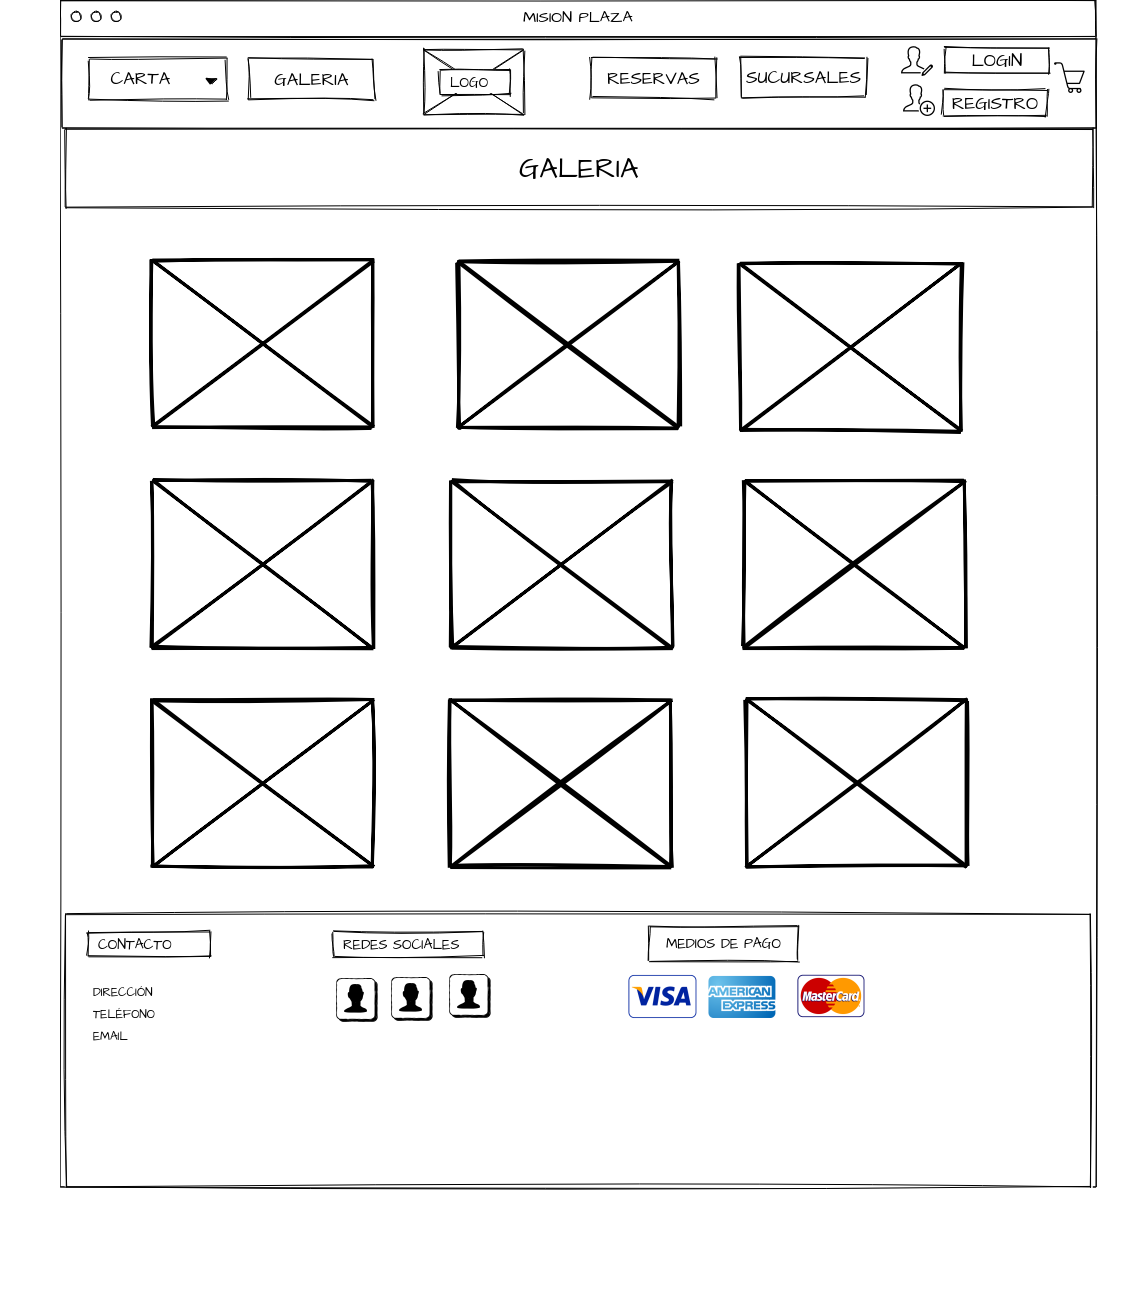 MISION PLAZA
CARTA
GALERIA
LOGO
RESERVAS
SUCURSALES
LOGIN
REGISTRO
GALERIA
CONTACTO
REDES SOCIALES
MEDIOS DE PAGO
DIRECCIÓN
TELÉFONO
EMAIL
VISA
AMERICAN
EXPRESS
MasterCard